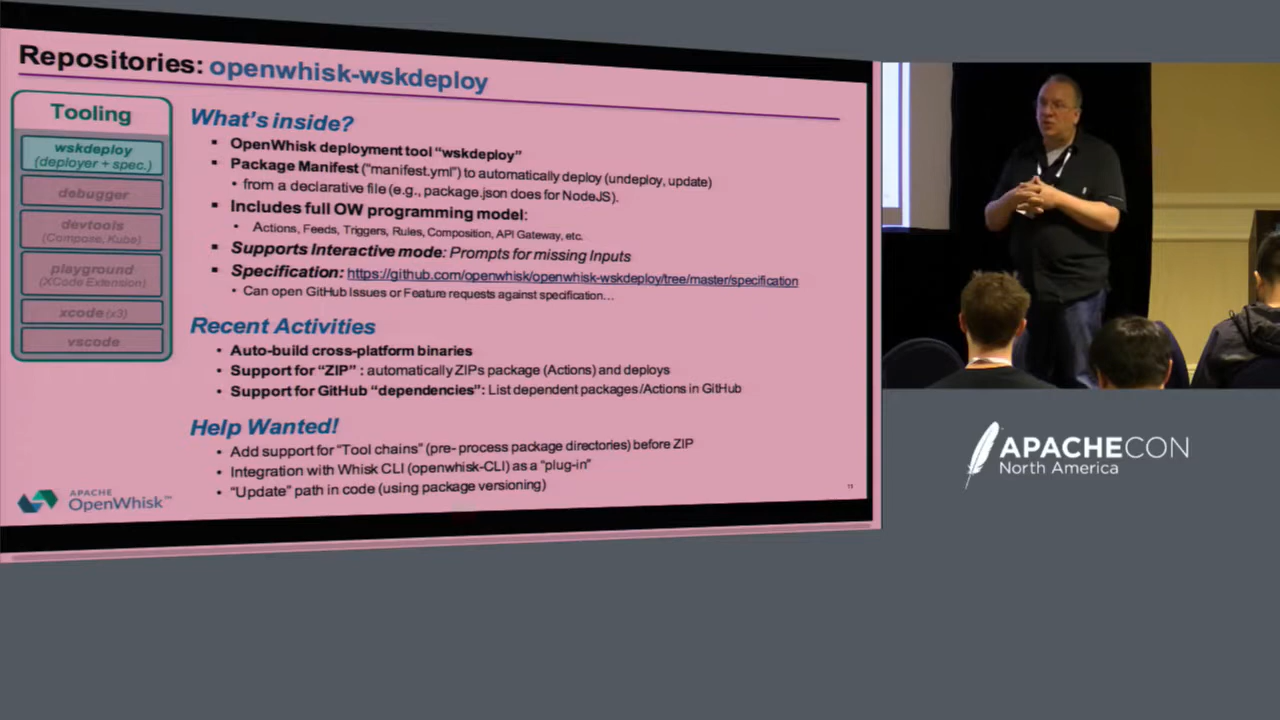 Repositories: openwhisk-wskdeploy
Tooling
wskdeploy
(deployer + spec.)
debugger
devtools
(Compose, Kube)
playground
(XCode Extension)
xcode (x3)
vscode
What's inside?
▪ OpenWhisk deployment tool “wskdeploy”
▪ Package Manifest (“manifest.yml”) to automatically deploy (undeploy, update)
• from a declarative file (e.g., package.json does for NodeJS).
▪ Includes full OW programming model:
• Actions, Feeds, Triggers, Rules, Composition, API Gateway, etc.
▪ Supports Interactive mode: Prompts for missing Inputs
▪ Specification: https://github.com/openwhisk/openwhisk-wskdeploy/tree/master/specification
• Can open GitHub Issues or Feature requests against specification…
Recent Activities
• Auto-build cross-platform binaries
• Support for “ZIP” : automatically ZIPs package (Actions) and deploys
• Support for GitHub “dependencies”: List dependent packages/Actions in GitHub
Help Wanted!
• Add support for “Tool chains” (pre- process package directories) before ZIP
• Integration with Whisk CLI (openwhisk-CLI) as a “plug-in”
• “Update” path in code (using package versioning)
APACHE
OpenWhisk™
APACHECON
North America